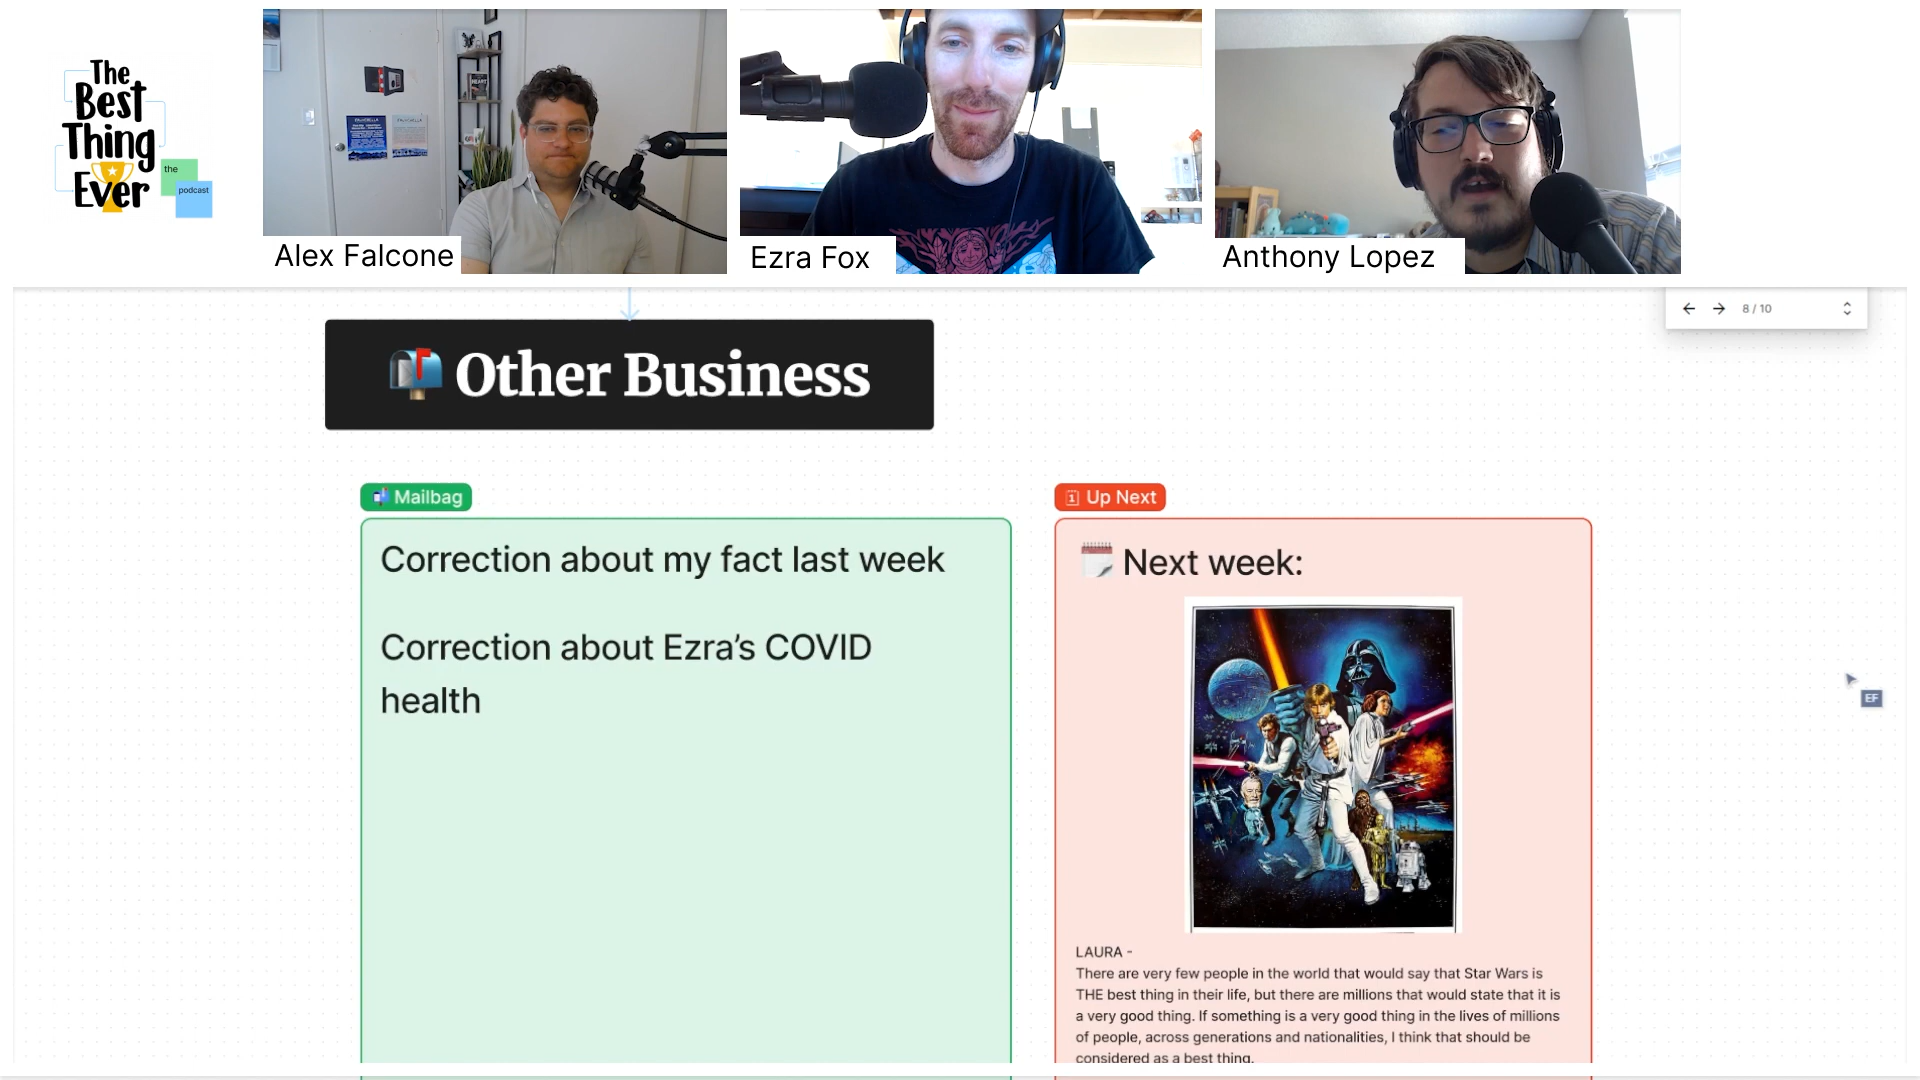 The
Best
Thing
Ever
the
podcast
Alex Falcone
Ezra Fox
Anthony Lopez
8 / 10
Other Business
Mailbag
Correction about my fact last week
Correction about Ezra's COVID
health
1 Up Next
Next week:
LAURA -
There are very few people in the world that would say that Star Wars is
THE best thing in their life, but there are millions that would state that it is
a very good thing. If something is a very good thing in the lives of millions
of people, across generations and nationalities, I think that should be
considered as a best thing.
EF